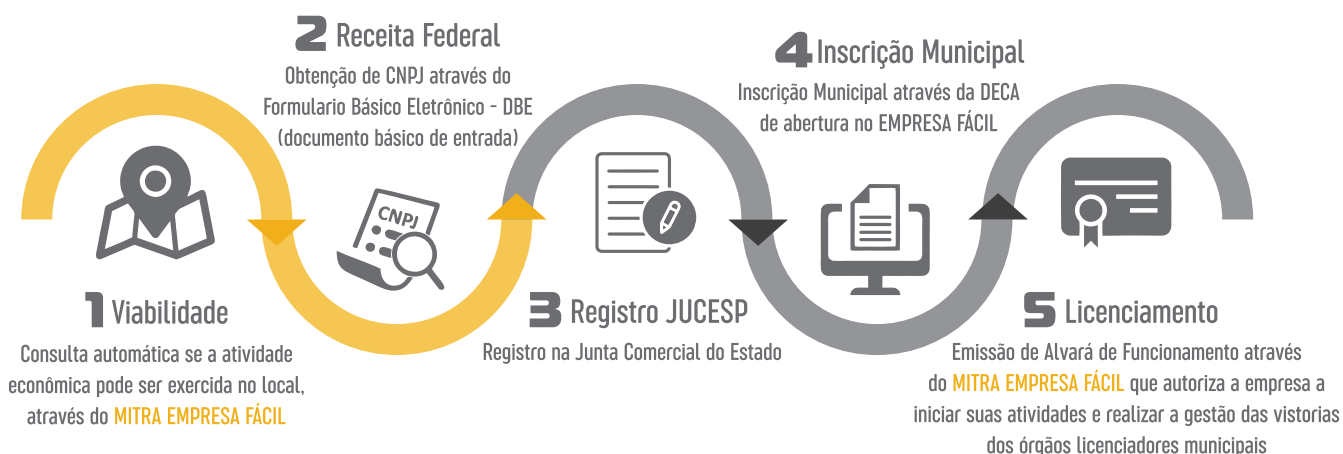 1 Viabilidade
Consulta automática se a atividade
econômica pode ser exercida no local,
através do MITRA EMPRESA FÁCIL
2 Receita Federal
Obtenção de CNPJ através do
Formulario Básico Eletrônico - DBE
(documento básico de entrada)
CNPJ
3 Registro JUCESP
Registro na Junta Comercial do Estado
4 Inscrição Municipal
Inscrição Municipal através da DECA
de abertura no EMPRESA FÁCIL
5 Licenciamento
Emissão de Alvará de Funcionamento através
do MITRA EMPRESA FÁCIL que autoriza a empresa a
iniciar suas atividades e realizar a gestão das vistorias
dos órgãos licenciadores municipais